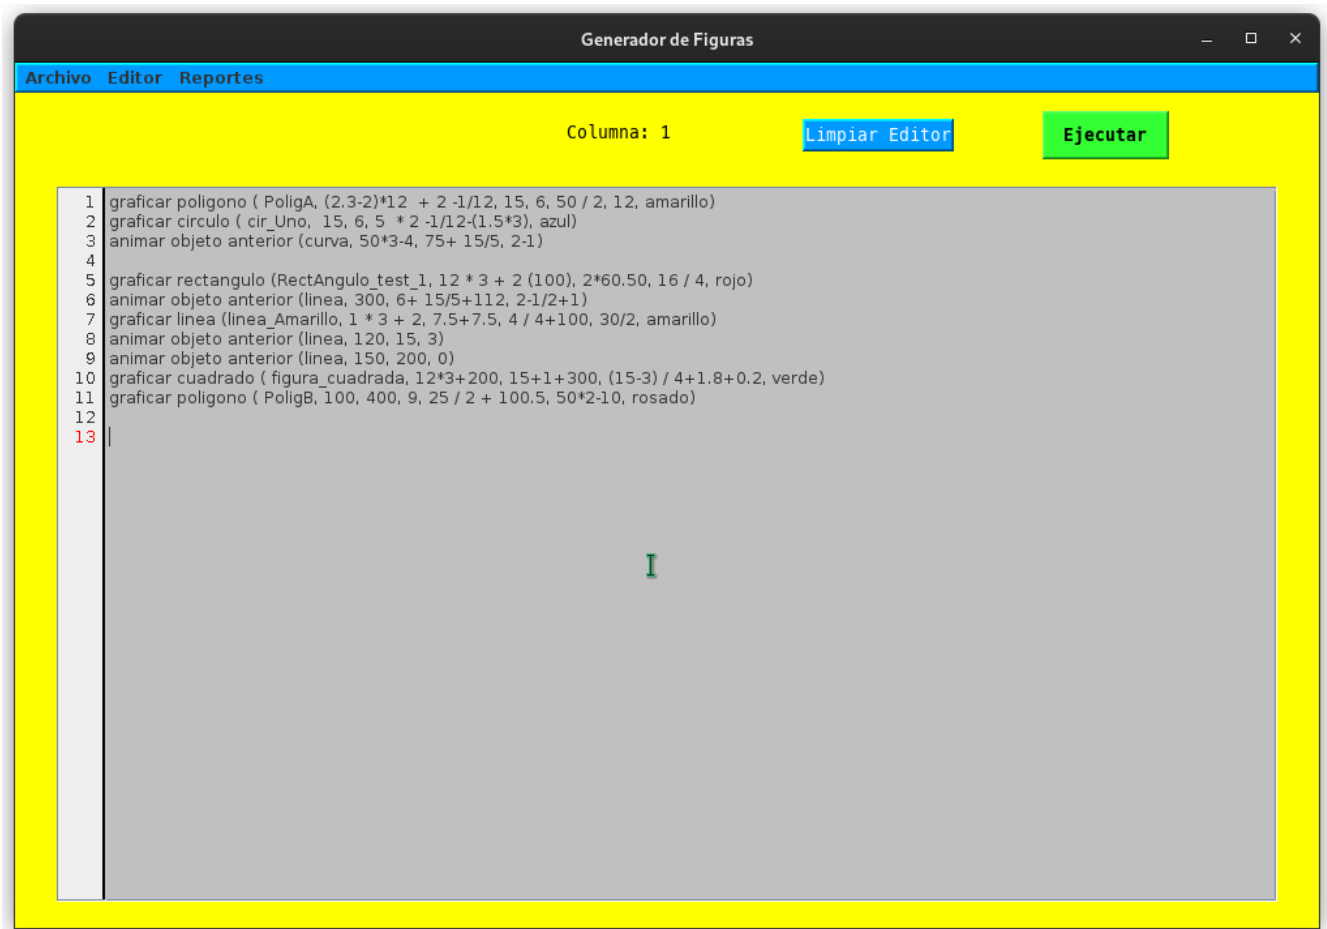 Generador de Figuras
Archivo Editor Reportes
Columna: 1 Limpiar Editor Ejecutar
1 graficar poligono ( PoligA, (2.3-2)*12  + 2 -1/12, 15, 6, 50 / 2, 12, amarillo)
2 graficar circulo ( cir_Uno,  15, 6, 5  * 2 -1/12-(1.5*3), azul)
3 animar objeto anterior (curva, 50*3-4, 75+ 15/5, 2-1)
4
5 graficar rectangulo (RectAngulo_test_1, 12 * 3 + 2 (100), 2*60.50, 16 / 4, rojo)
6 animar objeto anterior (linea, 300, 6+ 15/5+112, 2-1/2+1)
7 graficar linea (linea_Amarillo, 1 * 3 + 2, 7.5+7.5, 4 / 4+100, 30/2, amarillo)
8 animar objeto anterior (linea, 120, 15, 3)
9 animar objeto anterior (linea, 150, 200, 0)
10 graficar cuadrado ( figura_cuadrada, 12*3+200, 15+1+300, (15-3) / 4+1.8+0.2, verde)
11 graficar poligono ( PoligB, 100, 400, 9, 25 / 2 + 100.5, 50*2-10, rosado)
12
13